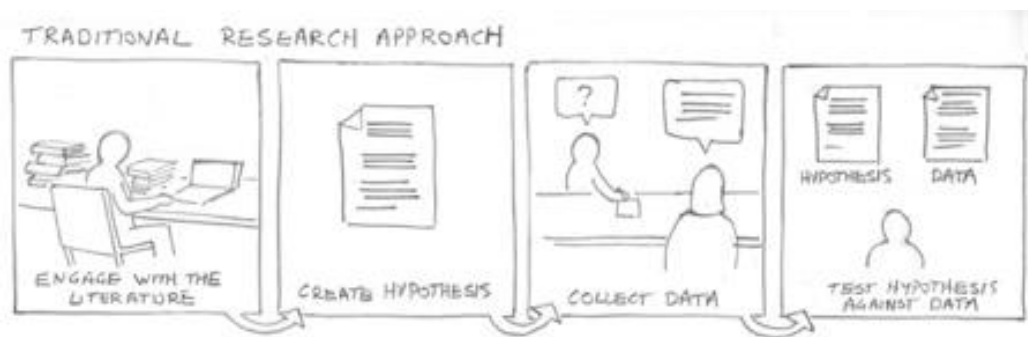 TRADITIONAL RESEARCH APPROACH
ENGAGE WITH THE
LITERATURE
CREATE HYPOTHESIS
?
COLLECT DATA
HYPOTHESIS
DATA
TEST HYPOTHESIS
AGAINST DATA